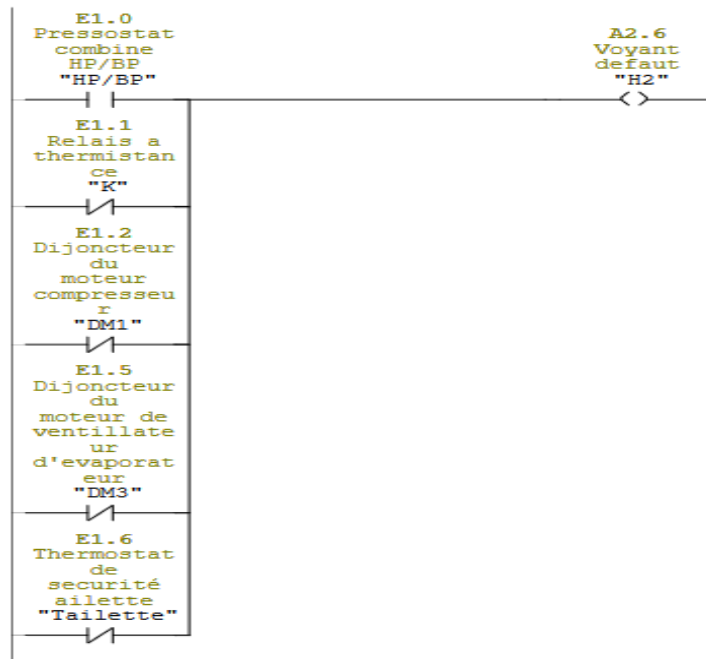 E1.0
Pressostat
combine
HP/BP
"HP/BP"
A2.6
Voyant
defaut
"H2"
E1.1
Relais a
thermistan
ce
"K"
E1.2
Dijoncteur
du
moteur
compresseu
r
"DM1"
E1.5
Dijoncteur
du
moteur de
ventillate
ur
d'evaporat
eur
"DM3"
E1.6
Thermostat
de
securité
ailette
"Tailette"